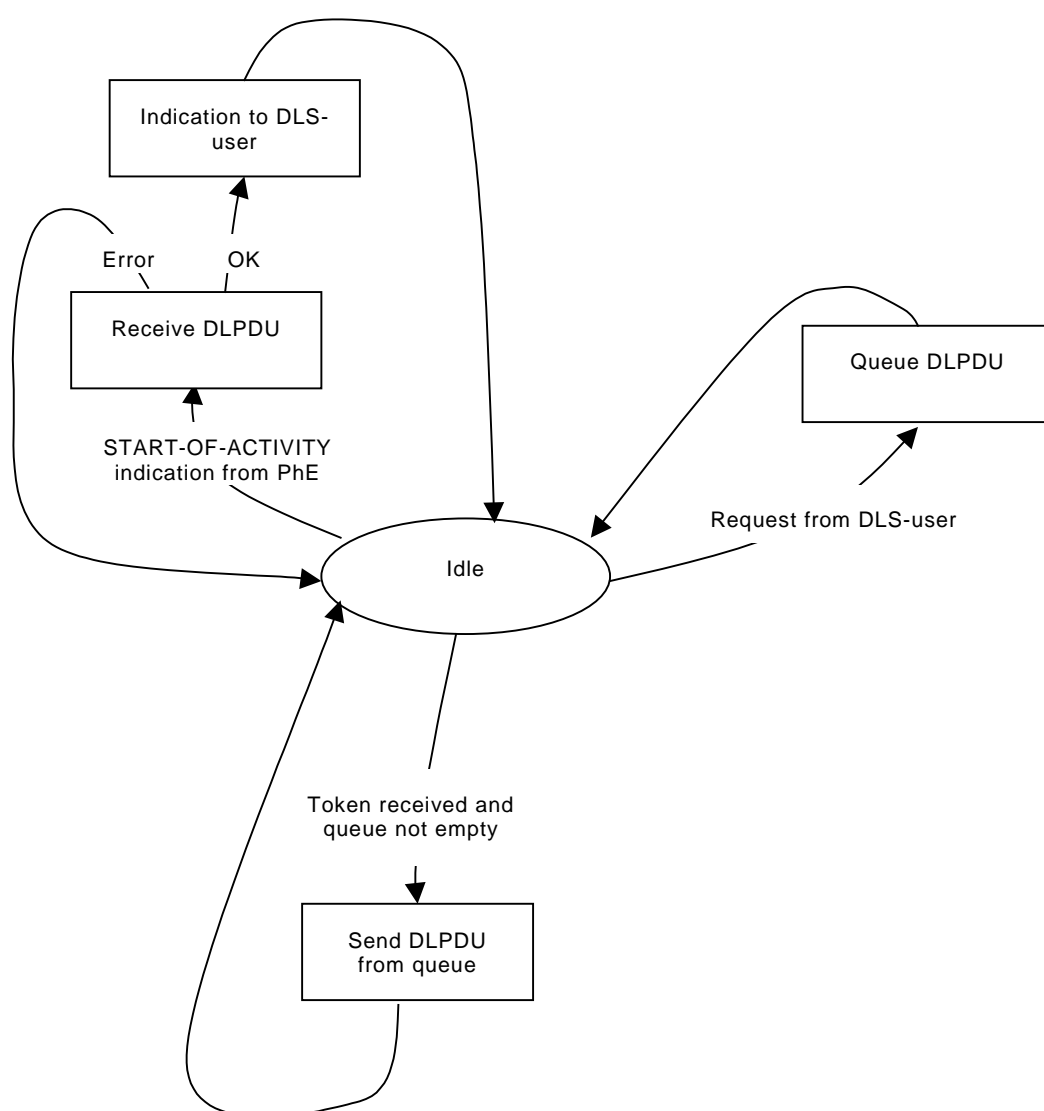 Indication to DLS-
user
Error
OK
Receive DLPDU
Queue DLPDU
START-OF-ACTIVITY
indication from PhE
Request from DLS-user
Idle
Token received and
queue not empty
Send DLPDU
from queue